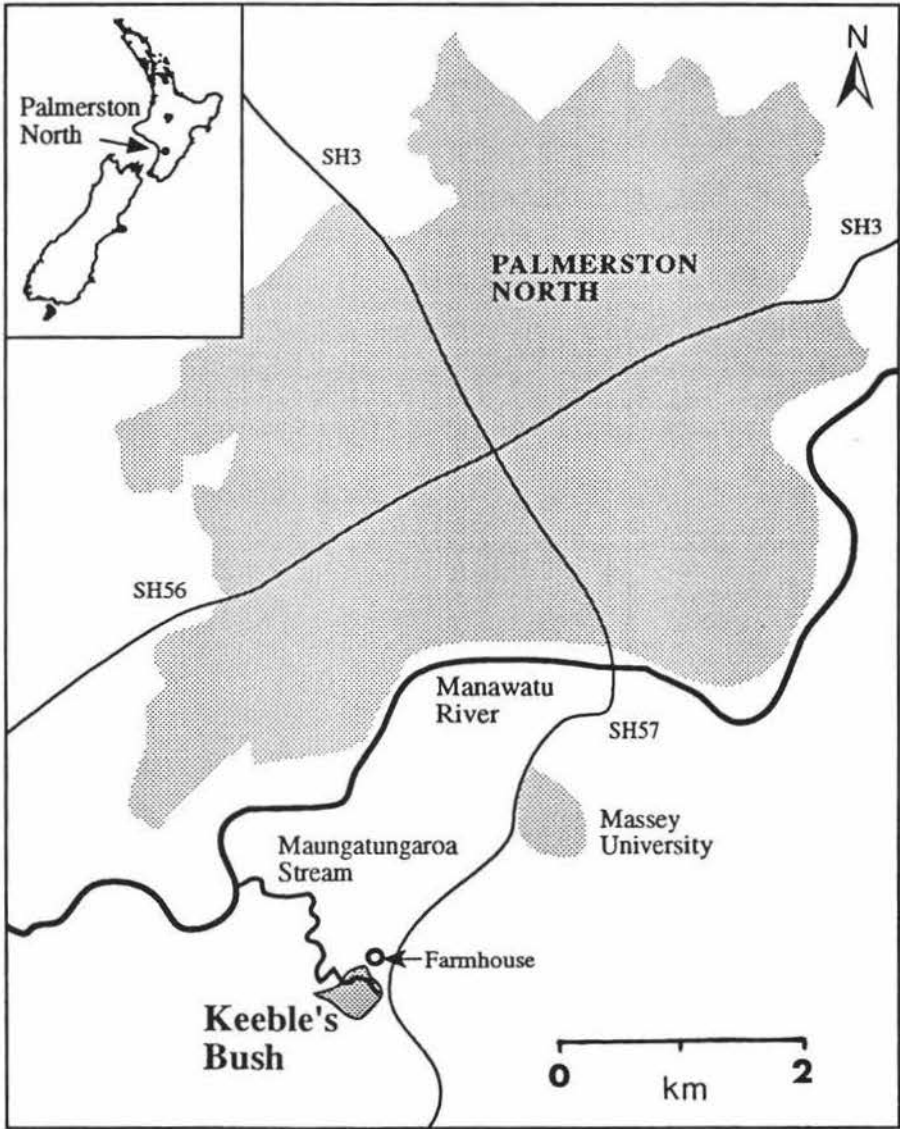 N
Palmerston
North
SH3
SH3
PALMERSTON
NORTH
SH56
Manawatu
River
SH57
Massey
University
Maungatungaroa
Stream
Farmhouse
Keeble's
Bush
0
2
km